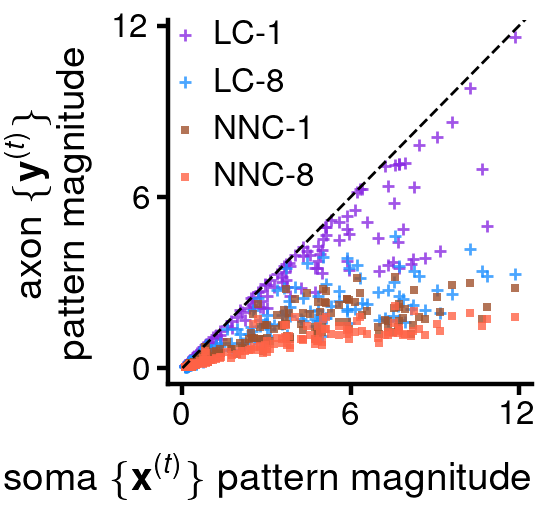 12
6
0
0
6
12
LC-1
LC-8
NNC-1
NNC-8
axon {𝐲^(t)}
pattern magnitude
soma {𝐱^(t)} pattern magnitude